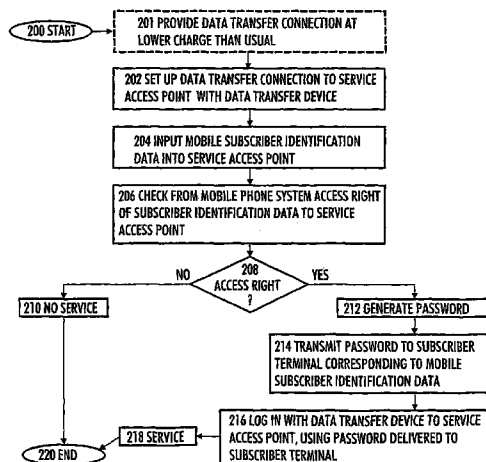 200 START
201 PROVIDE DATA TRANSFER CONNECTION AT
LOWER CHARGE THAN USUAL
202 SET UP DATA TRANSFER CONNECTION TO SERVICE
ACCESS POINT WITH DATA TRANSFER DEVICE
204 INPUT MOBILE SUBSCRIBER IDENTIFICATION
DATA INTO SERVICE ACCESS POINT
206 CHECK FROM MOBILE PHONE SYSTEM ACCESS RIGHT
OF SUBSCRIBER IDENTIFICATION DATA TO SERVICE
ACCESS POINT
NO
208
ACCESS RIGHT
?
YES
210 NO SERVICE
212 GENERATE PASSWORD
214 TRANSMIT PASSWORD TO SUBSCRIBER
TERMINAL CORRESPONDING TO MOBILE
SUBSCRIBER IDENTIFICATION DATA
216 LOG IN WITH DATA TRANSFER DEVICE TO SERVICE
ACCESS POINT, USING PASSWORD DELIVERED TO
SUBSCRIBER TERMINAL
218 SERVICE
220 END